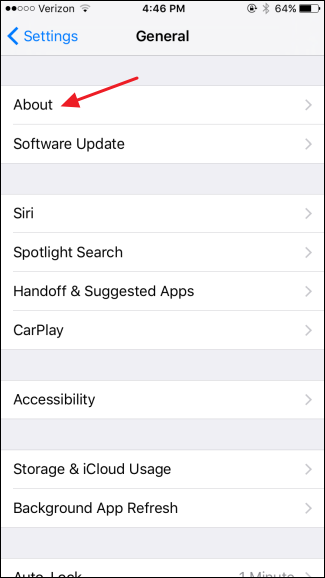 Verizon 4:46 PM 64%
Settings General
About
Software Update
Siri
Spotlight Search
Handoff & Suggested Apps
CarPlay
Accessibility
Storage & iCloud Usage
Background App Refresh
Auto-Lock 1 Minute